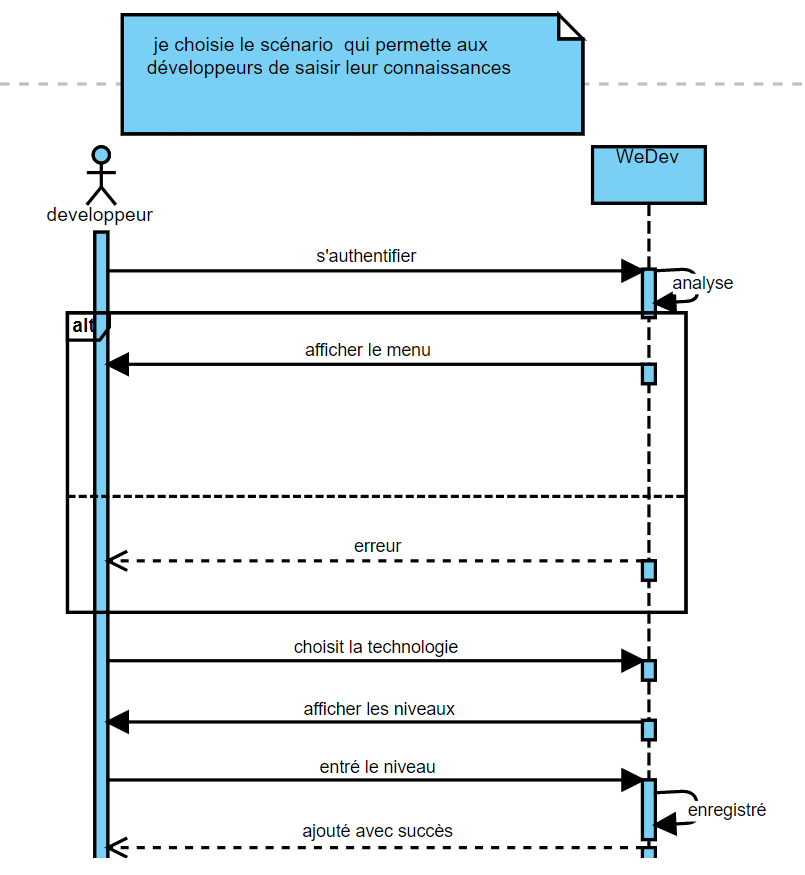 je choisie le scénario qui permette aux
développeurs de saisir leur connaissances
WeDev
developpeur
s'authentifier
analyse
alt
afficher le menu
erreur
choisit la technologie
afficher les niveaux
entré le niveau
enregistré
ajouté avec succès